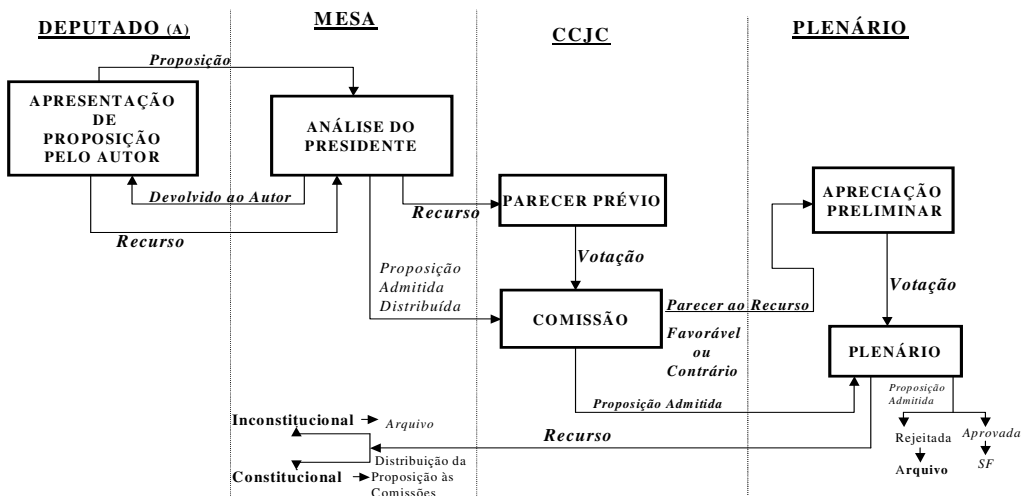 DEPUTADO (A)
MESA
CCJC
PLENÁRIO
Proposição
APRESENTAÇÃO
DE
PROPOSIÇÃO
PELO AUTOR
ANÁLISE DO
PRESIDENTE
Devolvido ao Autor
Recurso
Recurso
PARECER PRÉVIO
APRECIAÇÃO
PRELIMINAR
Votação
Votação
Proposição
Admitida
Distribuída
COMISSÃO
Parecer ao Recurso
Favorável
ou
Contrário
PLENÁRIO
Proposição Admitida
Proposição
Admitida
Rejeitada
Aprovada
Arquivo
SF
Recurso
Inconstitucional
Arquivo
Constitucional
Distribuição da
Proposição às
Comissões